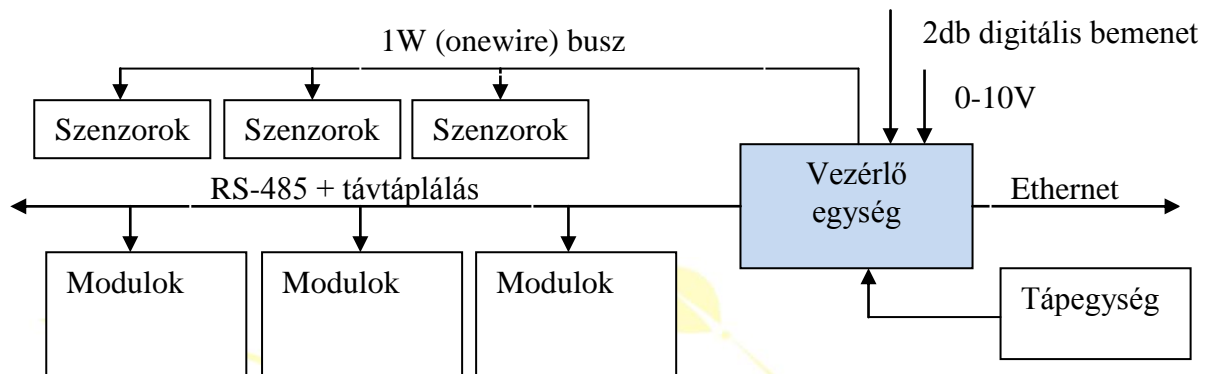 1W (onewire) busz
2db digitális bemenet
0-10V
Szenzorok
Szenzorok
Szenzorok
Vezérlő
egység
RS-485 + távtáplálás
Ethernet
Modulok
Modulok
Modulok
Tápegység